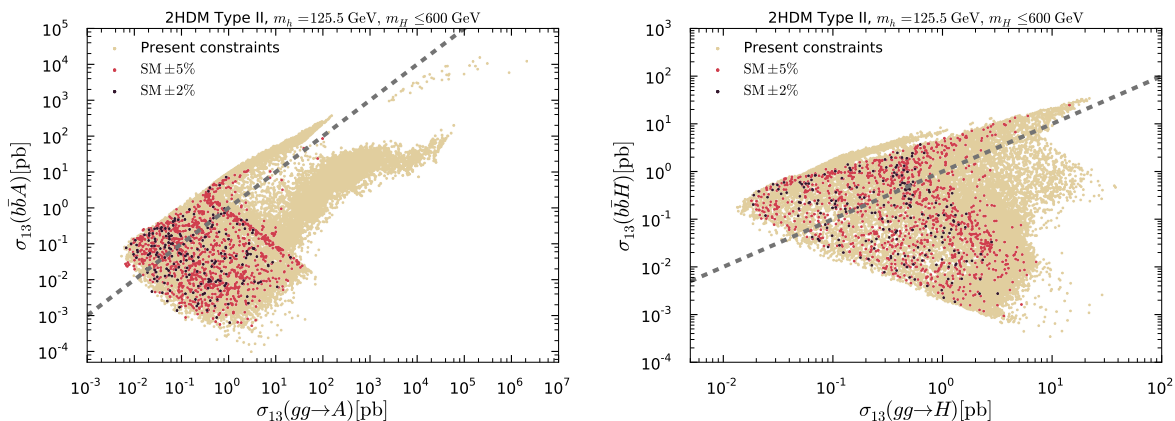 2HDM Type II, m_h =125.5 GeV, m_H ≤600 GeV
10^5
10^4
10^3
10^2
10^1
10^0
10^-1
10^-2
10^-3
10^-4
σ_13(bb̄A)[pb]
Present constraints
SM ±5%
SM ±2%
10^-3 10^-2 10^-1 10^0 10^1 10^2 10^3 10^4 10^5 10^6 10^7
σ_13(gg→A)[pb]
2HDM Type II, m_h =125.5 GeV, m_H ≤600 GeV
10^3
10^2
10^1
10^0
10^-1
10^-2
10^-3
10^-4
σ_13(bb̄H)[pb]
Present constraints
SM ±5%
SM ±2%
10^-2 10^-1 10^0 10^1 10^2
σ_13(gg→H)[pb]